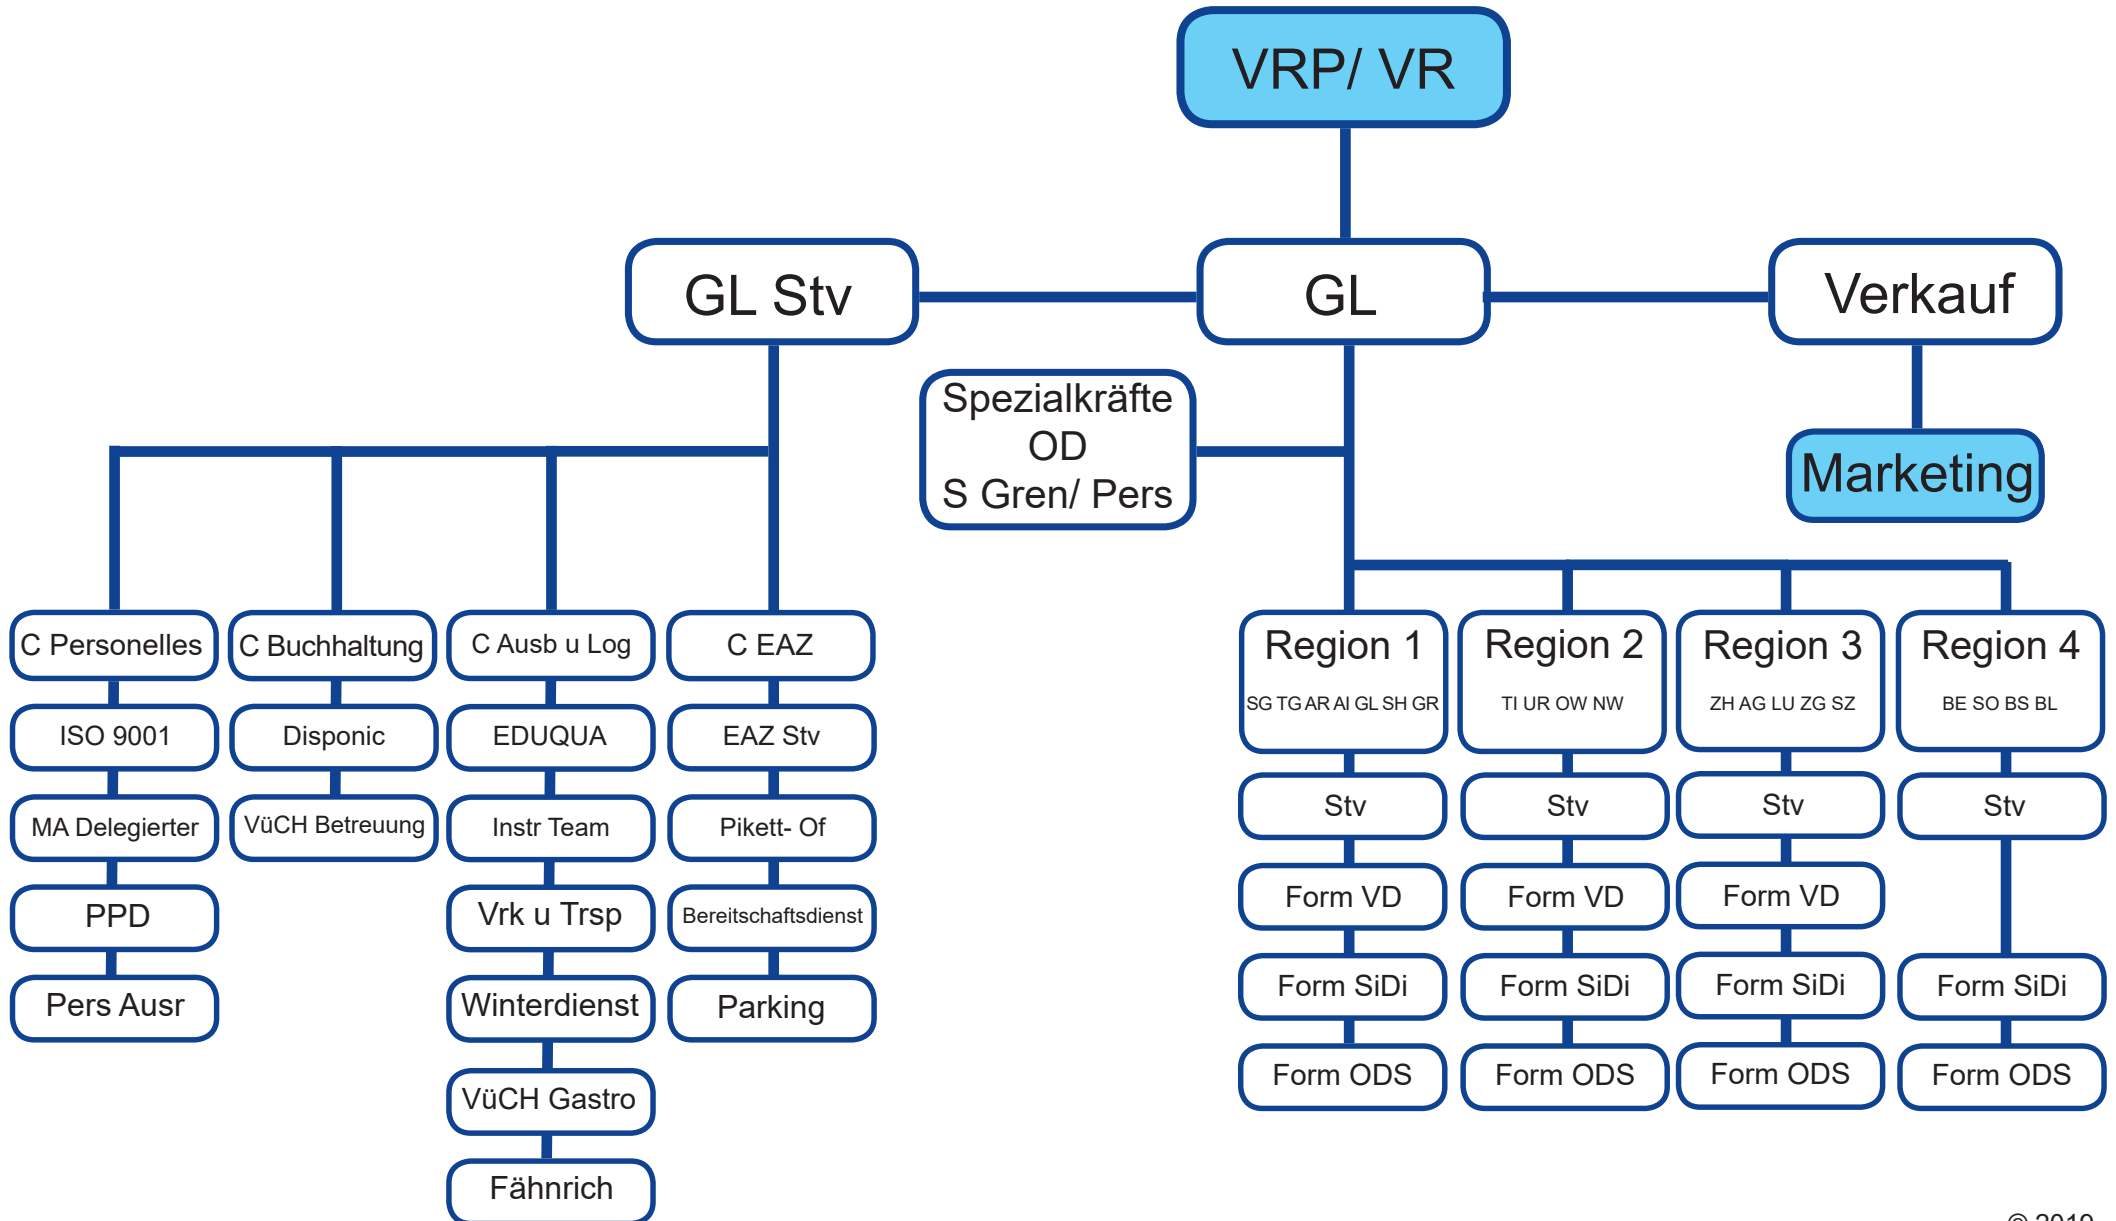 VRP/ VR
GL Stv
GL
Verkauf
Spezialkräfte
OD
S Gren/ Pers
Marketing
C Personelles
C Buchhaltung
C Ausb u Log
C EAZ
Region 1
SG TG AR AI GL SH GR
Region 2
TI UR OW NW
Region 3
ZH AG LU ZG SZ
Region 4
BE SO BS BL
ISO 9001
Disponic
EDUQUA
EAZ Stv
Stv
Stv
Stv
Stv
MA Delegierter
VüCH Betreuung
Instr Team
Pikett- Of
Form VD
Form VD
Form VD
PPD
Vrk u Trsp
Bereitschaftsdienst
Form SiDi
Form SiDi
Form SiDi
Form SiDi
Pers Ausr
Winterdienst
Parking
Form ODS
Form ODS
Form ODS
Form ODS
VüCH Gastro
Fähnrich
© 2019